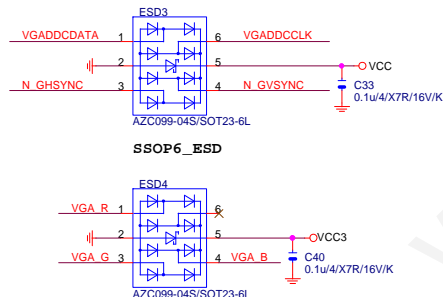 ESD3
VGADDCDATA 1 6 VGADDCCLK
2 5 VCC
N_GHSYNC 3 4 N_GVSYNC
C33
0.1u/4/X7R/16V/K
AZC099-04S/SOT23-6L
SSOP6_ESD
ESD4
VGA_R 1 6
2 5 VCC3
VGA_G 3 4 VGA_B
C40
0.1u/4/X7R/16V/K
AZC099-04S/SOT23-6L